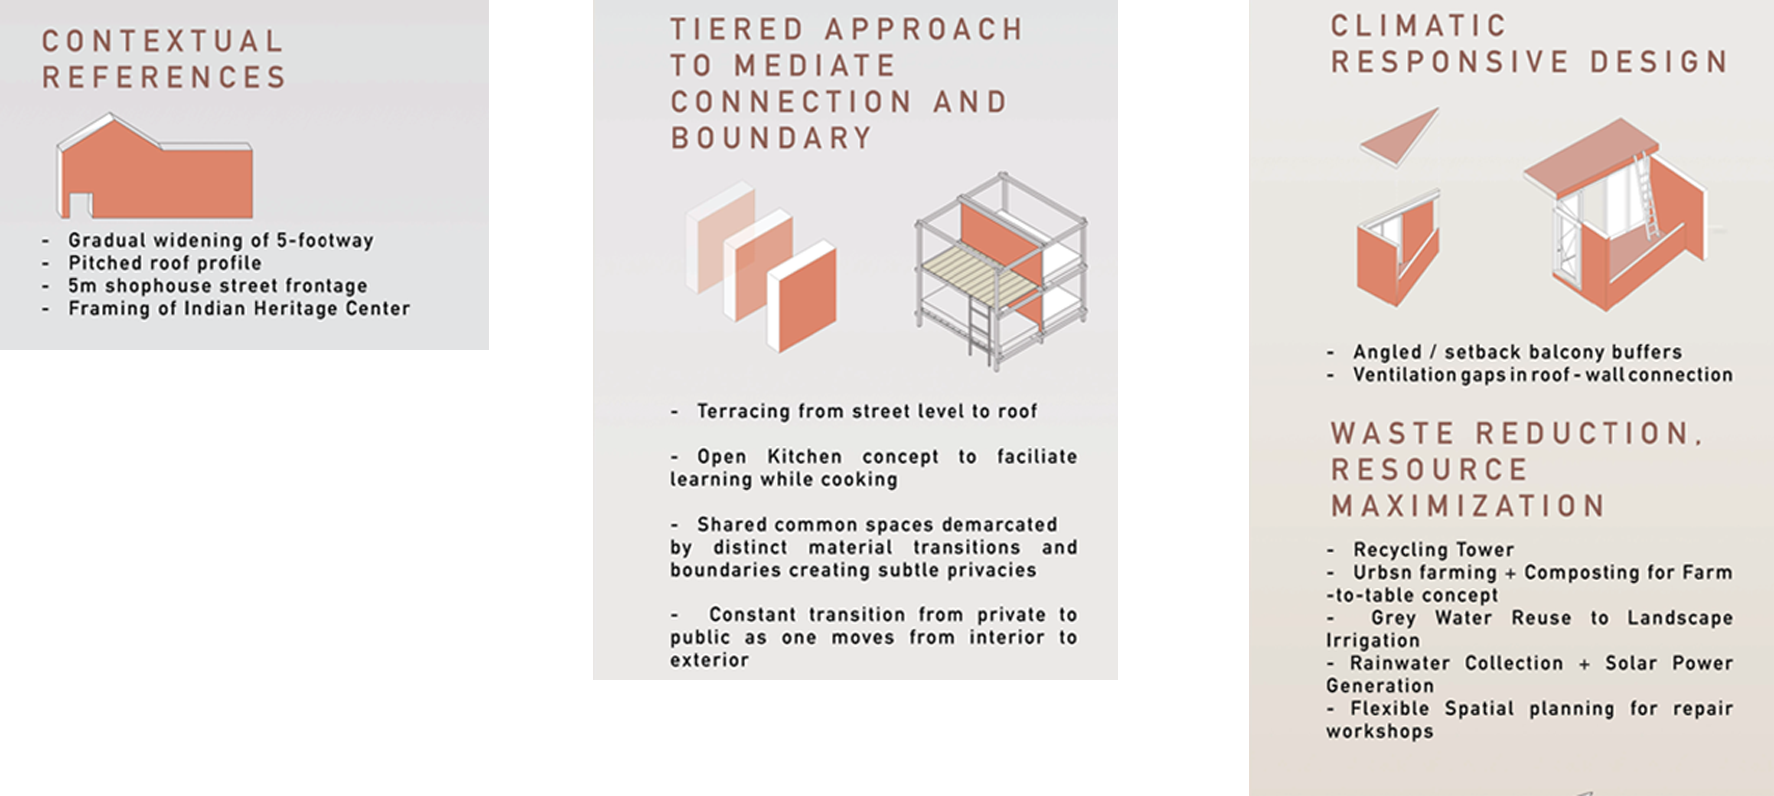 CONTEXTUAL
REFERENCES
- Gradual widening of 5-footway
- Pitched roof profile
- 5m shophouse street frontage
- Framing of Indian Heritage Center
TIERED APPROACH
TO MEDIATE
CONNECTION AND
BOUNDARY
- Terracing from street level to roof
- Open Kitchen concept to faciliate
learning while cooking
- Shared common spaces demarcated
by distinct material transitions and
boundaries creating subtle privacies
- Constant transition from private to
public as one moves from interior to
exterior
CLIMATIC
RESPONSIVE DESIGN
- Angled / setback balcony buffers
- Ventilation gaps in roof - wall connection
WASTE REDUCTION,
RESOURCE
MAXIMIZATION
- Recycling Tower
- Urbsn farming + Composting for Farm
-to-table concept
- Grey Water Reuse to Landscape
Irrigation
- Rainwater Collection + Solar Power
Generation
- Flexible Spatial planning for repair
workshops